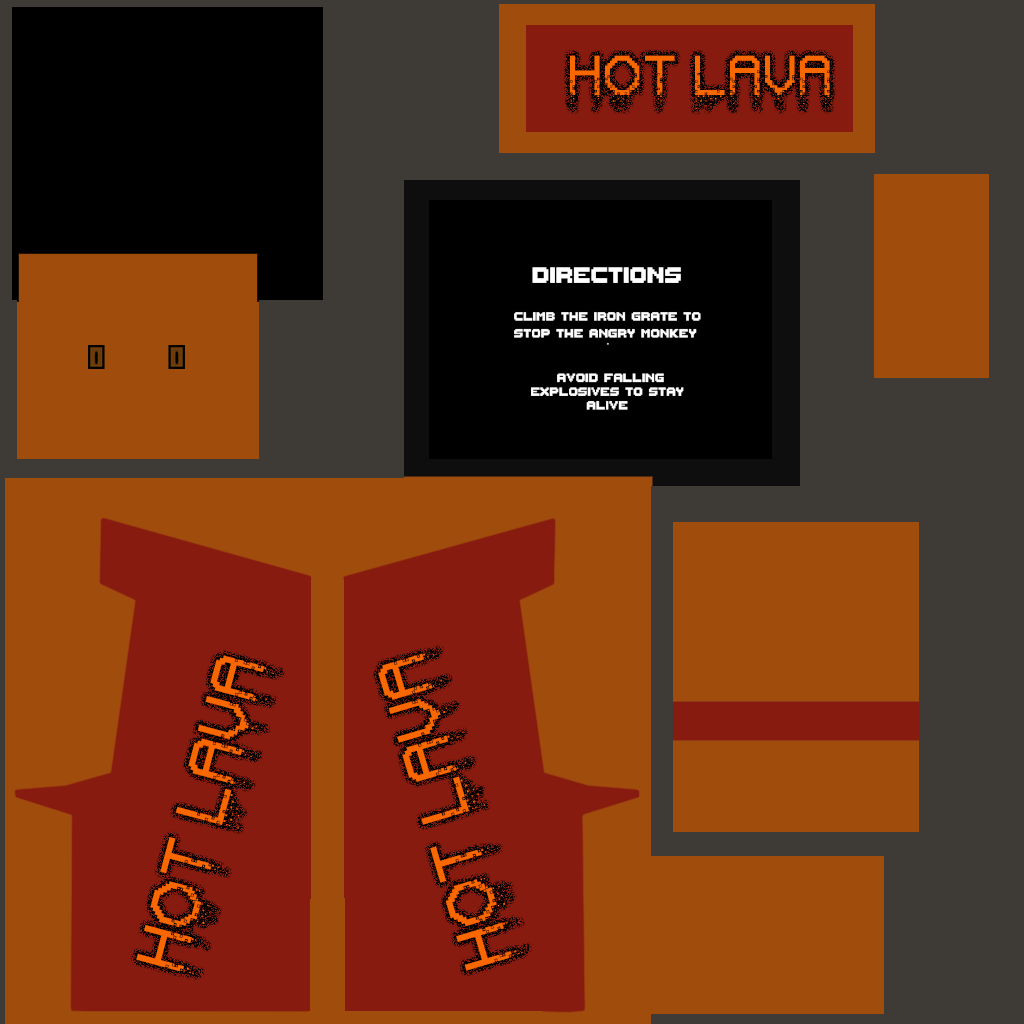 HOT LAVA
DIRECTIONS
CLIMB THE IRON GRATE TO
STOP THE ANGRY MONKEY
AVOID FALLING
EXPLOSIVES TO STAY
ALIVE
HOT LAVA
HOT LAVA